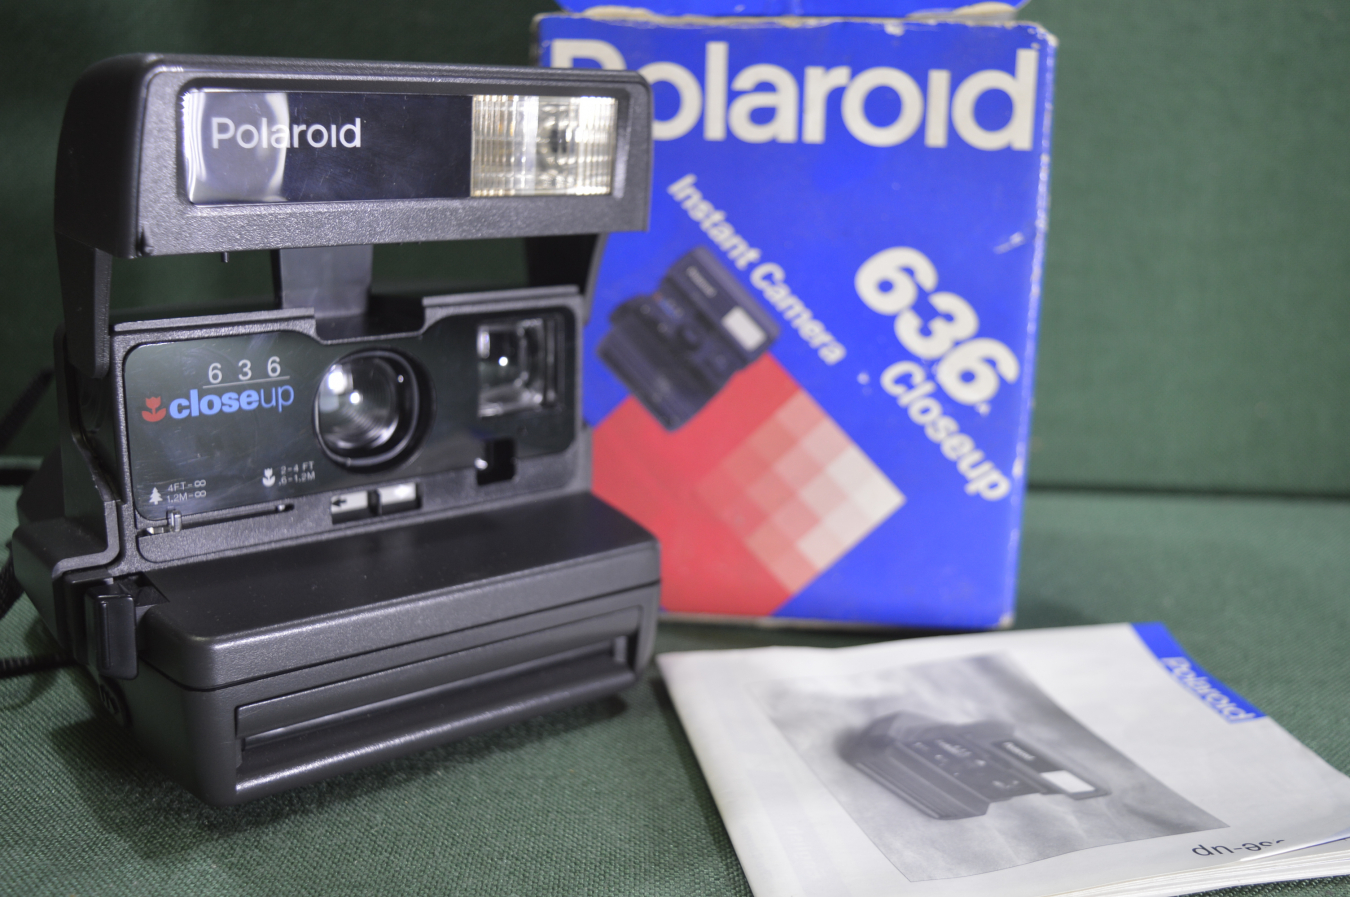 Polaroid
636
closeup
4FT-∞
1.2M-∞
2-4 FT
.6-1.2M
Polaroid
Instant Camera
636
Closeup
Polaroid